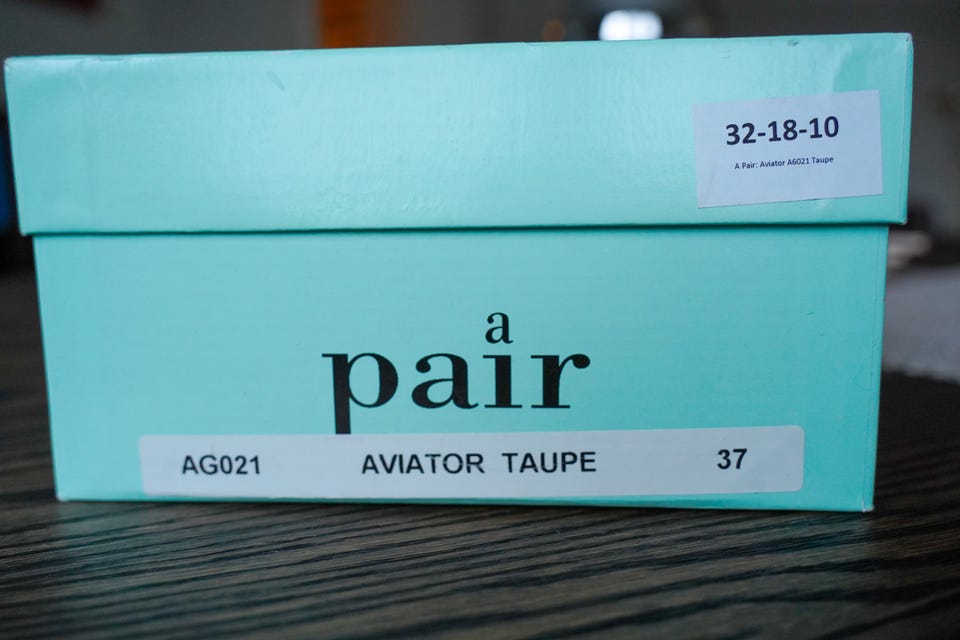 32-18-10
A Pair: Aviator A6021 Taupe
a
pair
AG021 AVIATOR TAUPE 37